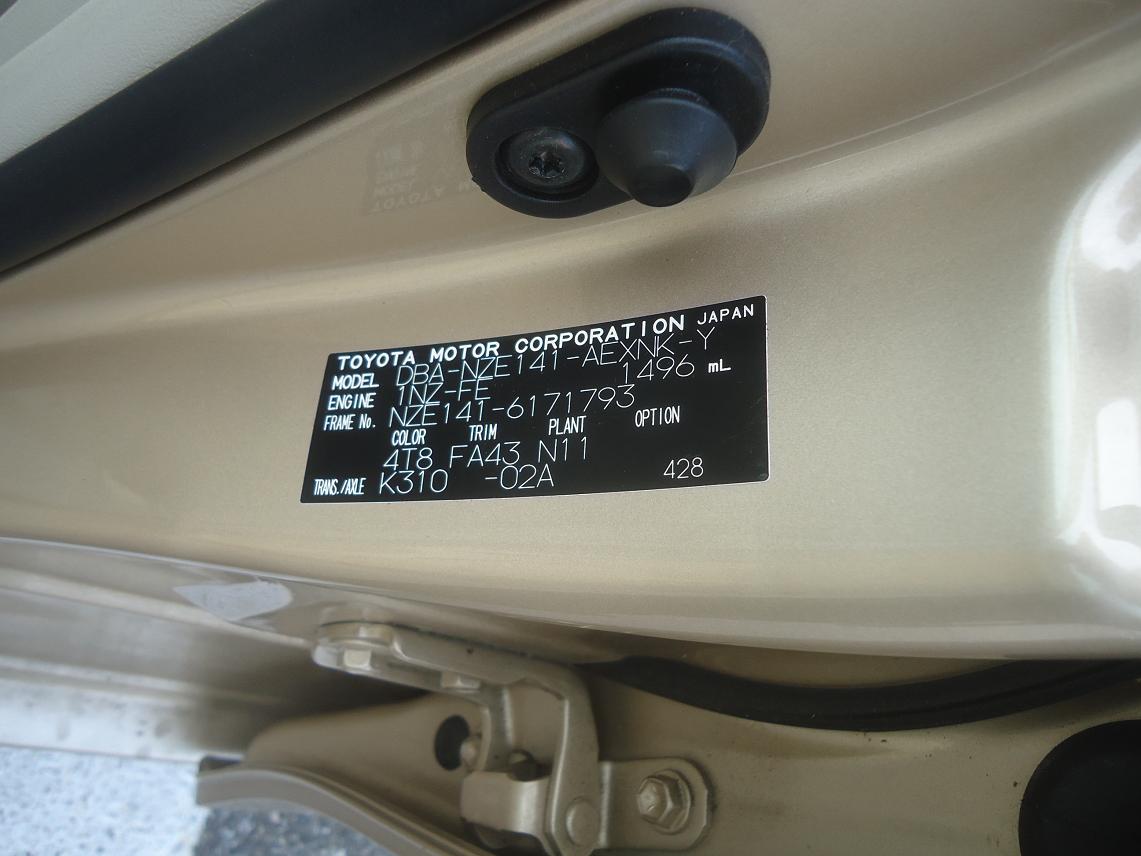 TOYOTA MOTOR CORPORATION JAPAN
MODEL DBA-NZE141-AEXNK-Y
ENGINE 1NZ-FE 1496 mL
FRAME No. NZE141-6171793
COLOR TRIM PLANT OPTION
4T8 FA43 N11
TRANS./AXLE K310 -02A 428